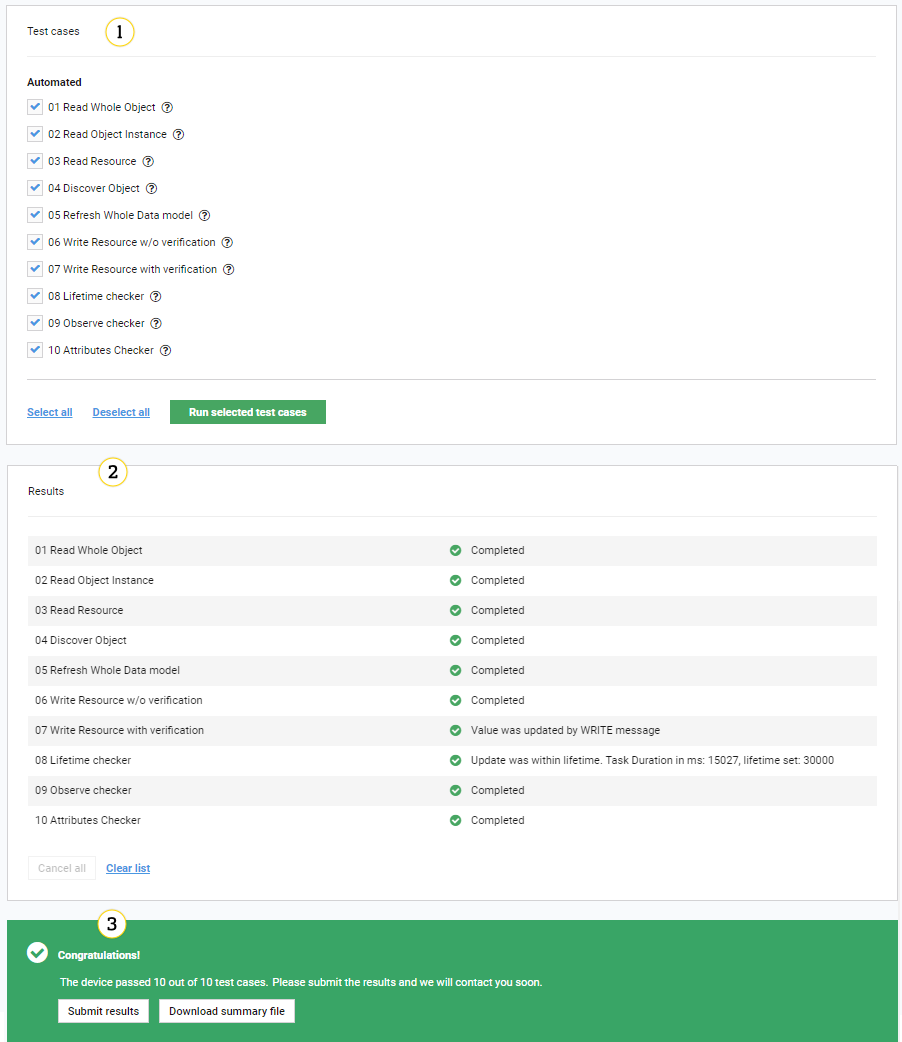 Test cases 1
Automated
01 Read Whole Object ?
02 Read Object Instance ?
03 Read Resource ?
04 Discover Object ?
05 Refresh Whole Data model ?
06 Write Resource w/o verification ?
07 Write Resource with verification ?
08 Lifetime checker ?
09 Observe checker ?
10 Attributes Checker ?
Select all Deselect all Run selected test cases
2
Results
01 Read Whole Object Completed
02 Read Object Instance Completed
03 Read Resource Completed
04 Discover Object Completed
05 Refresh Whole Data model Completed
06 Write Resource w/o verification Completed
07 Write Resource with verification Value was updated by WRITE message
08 Lifetime checker Update was within lifetime. Task Duration in ms: 15027, lifetime set: 30000
09 Observe checker Completed
10 Attributes Checker Completed
Cancel all Clear list
3
Congratulations!
The device passed 10 out of 10 test cases. Please submit the results and we will contact you soon.
Submit results Download summary file